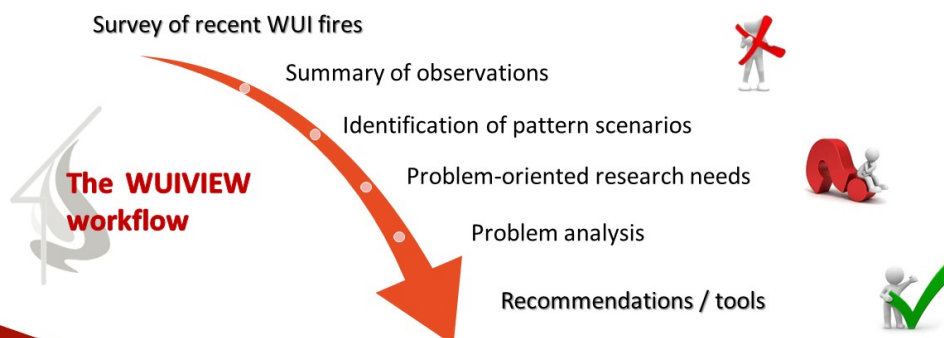 Survey of recent WUI fires
Summary of observations
Identification of pattern scenarios
Problem-oriented research needs
The WUIVIEW
workflow
Problem analysis
Recommendations / tools